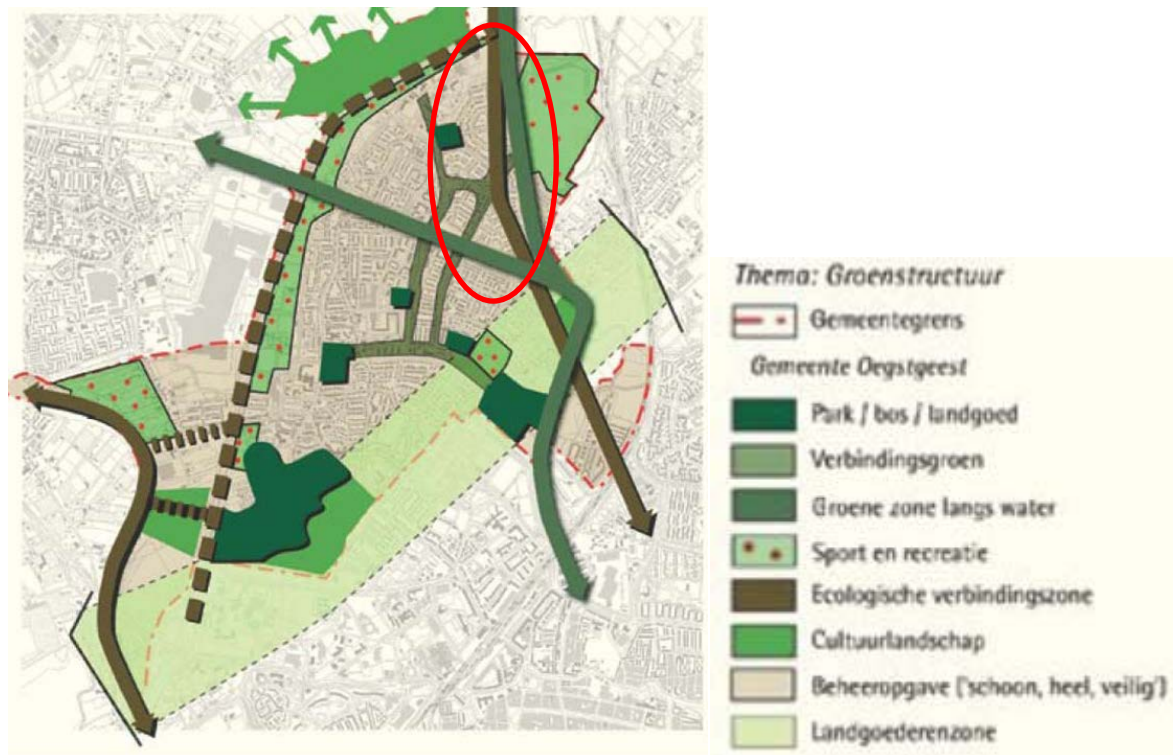 Thema: Groenstructuur
Gemeentegrens
Gemeente Oegstgeest
Park / bos / landgoed
Verbindingsgroen
Groene zone langs water
Sport en recreatie
Ecologische verbindingszone
Cultuurlandschap
Beheeropgave ('schoon, heel, veilig')
Landgoederenzone